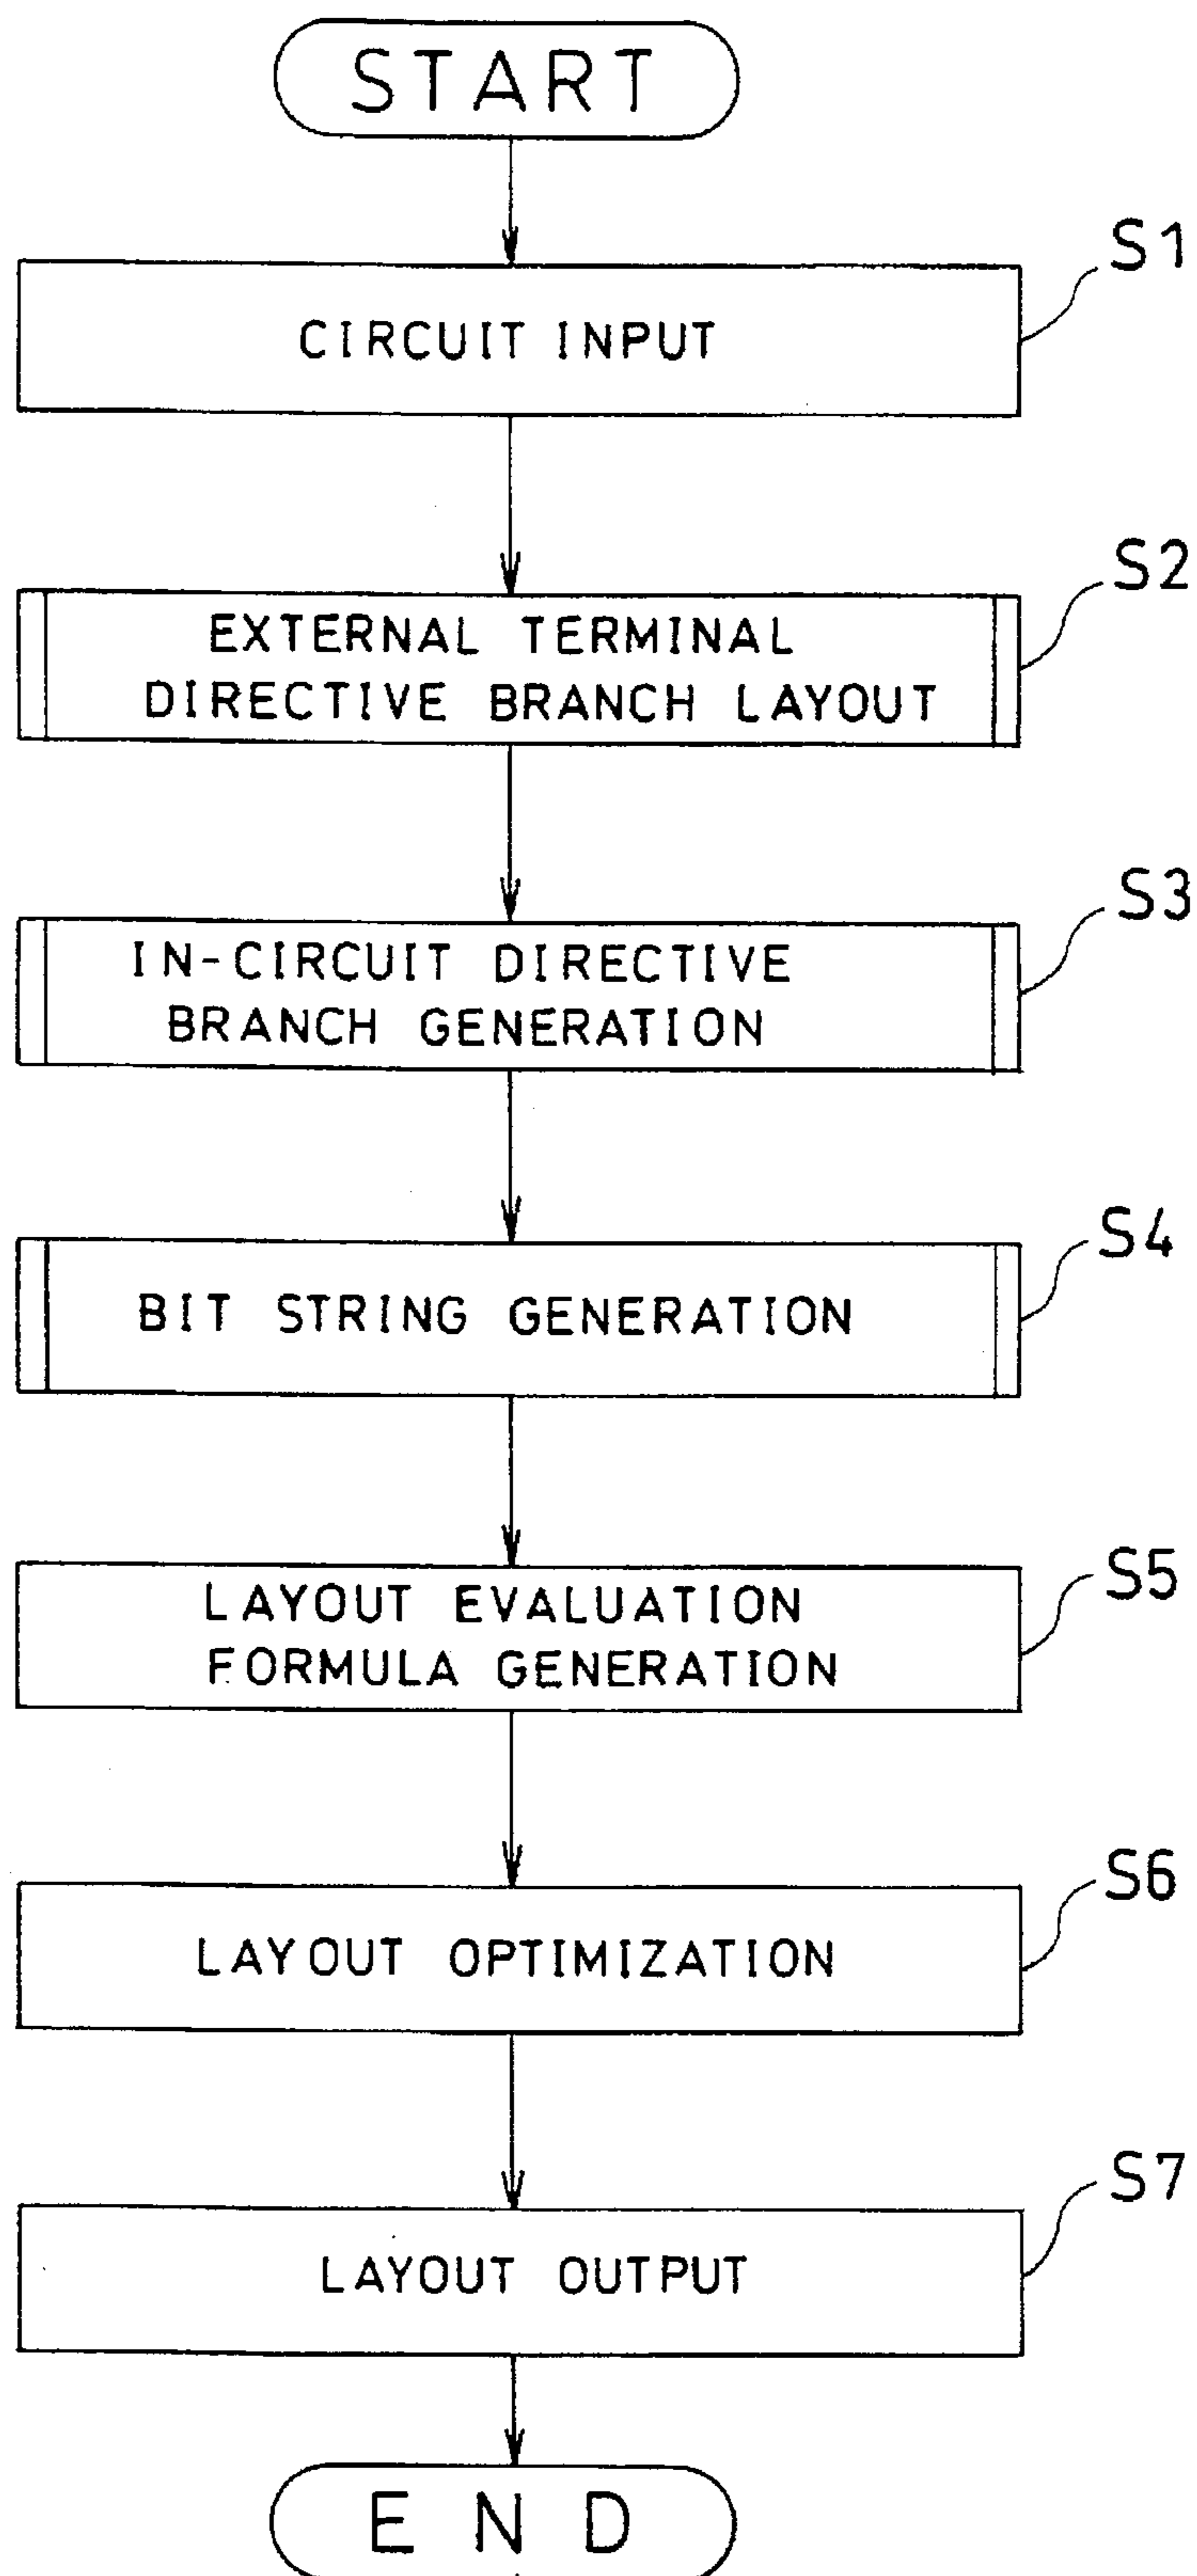 START
S1
CIRCUIT INPUT
S2
EXTERNAL TERMINAL
DIRECTIVE BRANCH LAYOUT
S3
IN-CIRCUIT DIRECTIVE
BRANCH GENERATION
S4
BIT STRING GENERATION
S5
LAYOUT EVALUATION
FORMULA GENERATION
S6
LAYOUT OPTIMIZATION
S7
LAYOUT OUTPUT
END